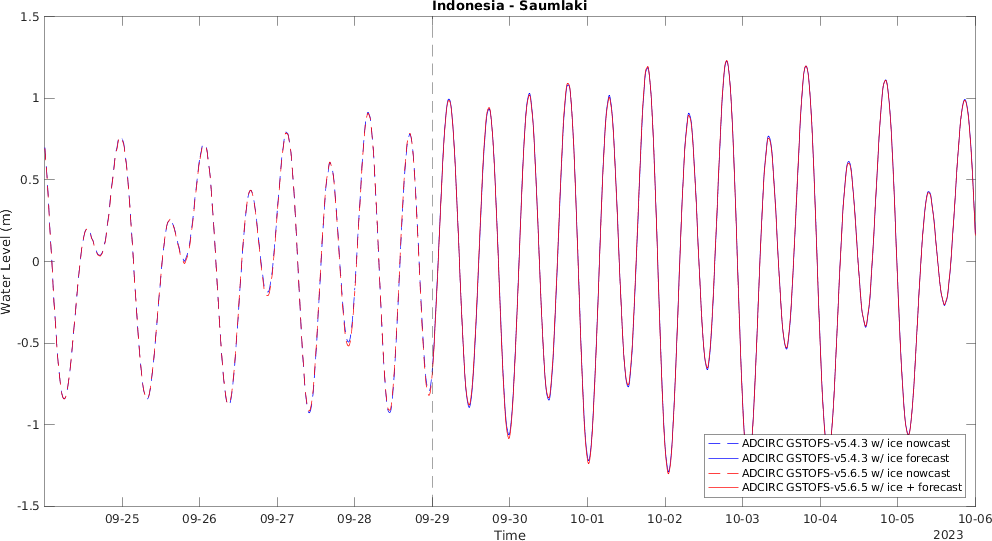 Indonesia - Saumlaki
1.5
1
0.5
0
-0.5
-1
-1.5
Water Level (m)
ADCIRC GSTOFS-v5.4.3 w/ ice nowcast
ADCIRC GSTOFS-v5.4.3 w/ ice forecast
ADCIRC GSTOFS-v5.6.5 w/ ice nowcast
ADCIRC GSTOFS-v5.6.5 w/ ice + forecast
09-25 09-26 09-27 09-28 09-29 09-30 10-01 10-02 10-03 10-04 10-05 10-06
Time
2023